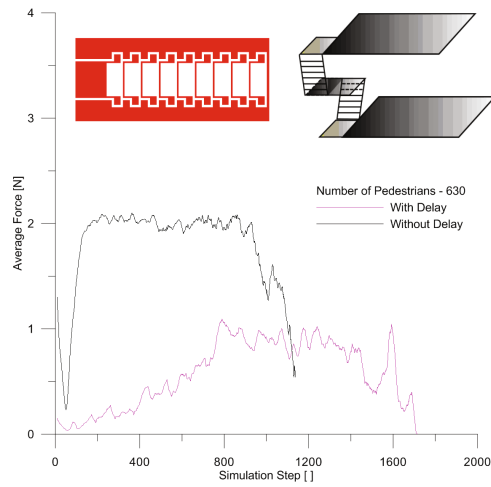 4
3
2
1
0
Average Force [N]
Number of Pedestrians - 630
With Delay
Without Delay
0 400 800 1200 1600 2000
Simulation Step [ ]